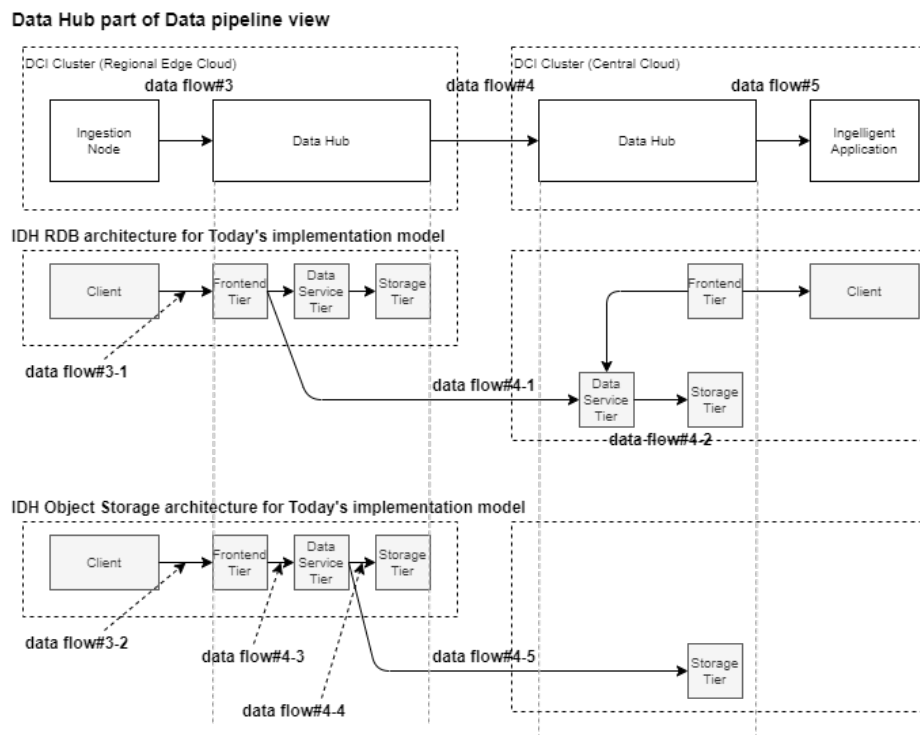 Data Hub part of Data pipeline view
DCI Cluster (Regional Edge Cloud)
DCI Cluster (Central Cloud)
data flow#3
data flow#4
data flow#5
Ingestion
Node
Data Hub
Data Hub
Ingelligent
Application
IDH RDB architecture for Today's implementation model
Client
Frontend
Tier
Data
Service
Tier
Storage
Tier
Frontend
Tier
Client
data flow#3-1
data flow#4-1
Data
Service
Tier
Storage
Tier
data flow#4-2
IDH Object Storage architecture for Today's implementation model
Client
Frontend
Tier
Data
Service
Tier
Storage
Tier
data flow#3-2
data flow#4-3
data flow#4-5
Storage
Tier
data flow#4-4